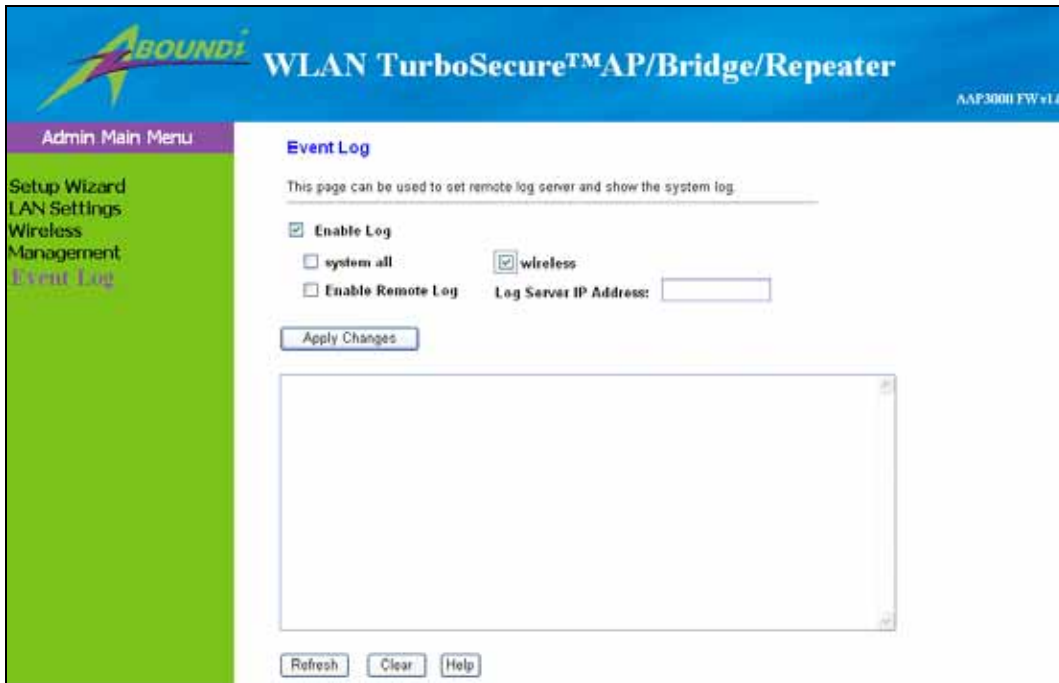 ABOUNDi
WLAN TurboSecure™AP/Bridge/Repeater
Admin Main Menu
Setup Wizard
LAN Settings
Wireless
Management
Event Log
Event Log
This page can be used to set remote log server and show the system log.
Enable Log
system all
wireless
Enable Remote Log
Log Server IP Address:
Apply Changes
Refresh
Clear
Help